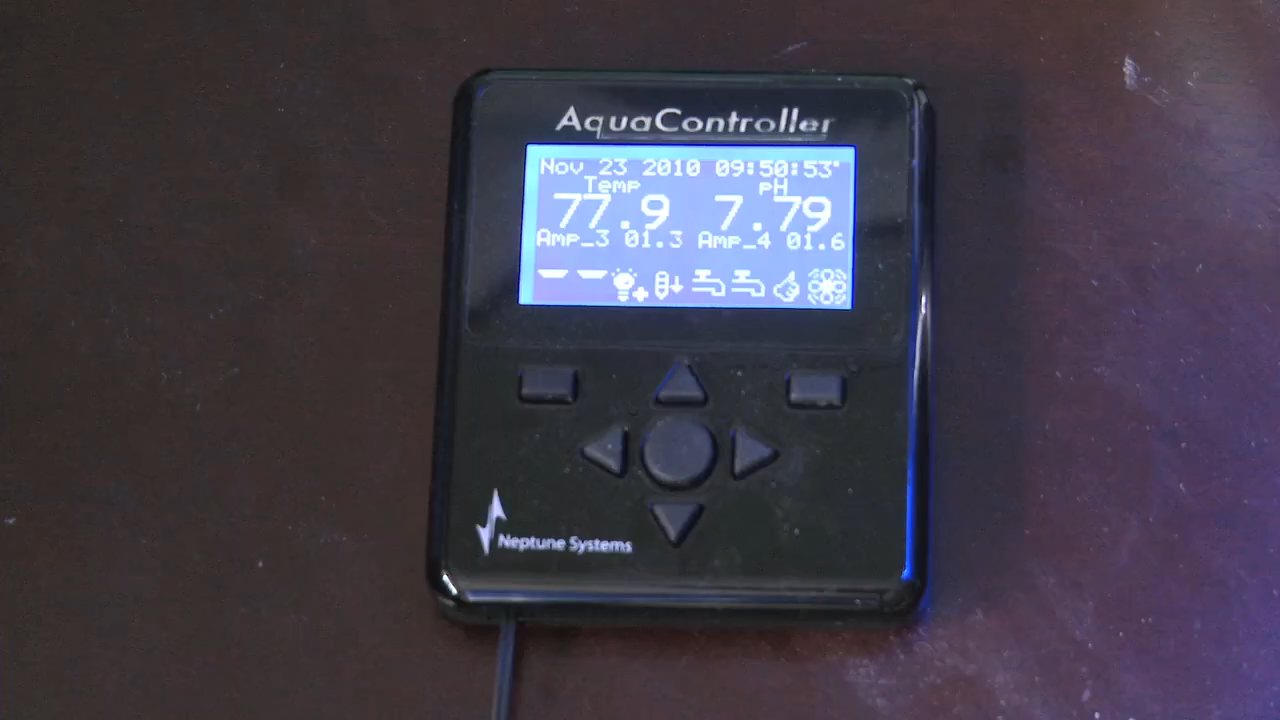 AquaController
Nov 23 2010 09:50:53
Temp pH
77.9 7.79
Amp_3 01.3 Amp_4 01.6
Neptune Systems